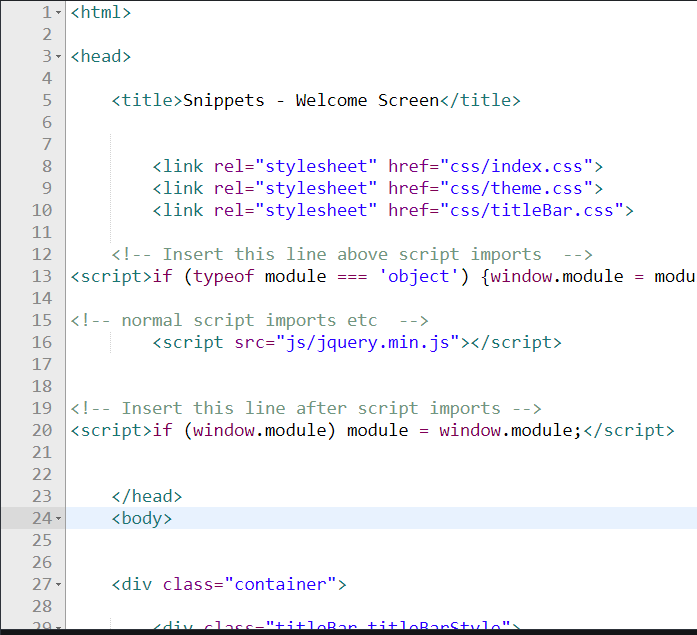 1 <html>
2
3 <head>
4
5 <title>Snippets - Welcome Screen</title>
6
7
8 <link rel="stylesheet" href="css/index.css">
9 <link rel="stylesheet" href="css/theme.css">
10 <link rel="stylesheet" href="css/titleBar.css">
11
12 <!-- Insert this line above script imports  -->
13 <script>if (typeof module === 'object') {window.module = modu
14
15 <!-- normal script imports etc  -->
16 <script src="js/jquery.min.js"></script>
17
18
19 <!-- Insert this line after script imports -->
20 <script>if (window.module) module = window.module;</script>
21
22
23 </head>
24 <body>
25
26
27 <div class="container">
28
29 <div class="titleBar titleBarStyle">